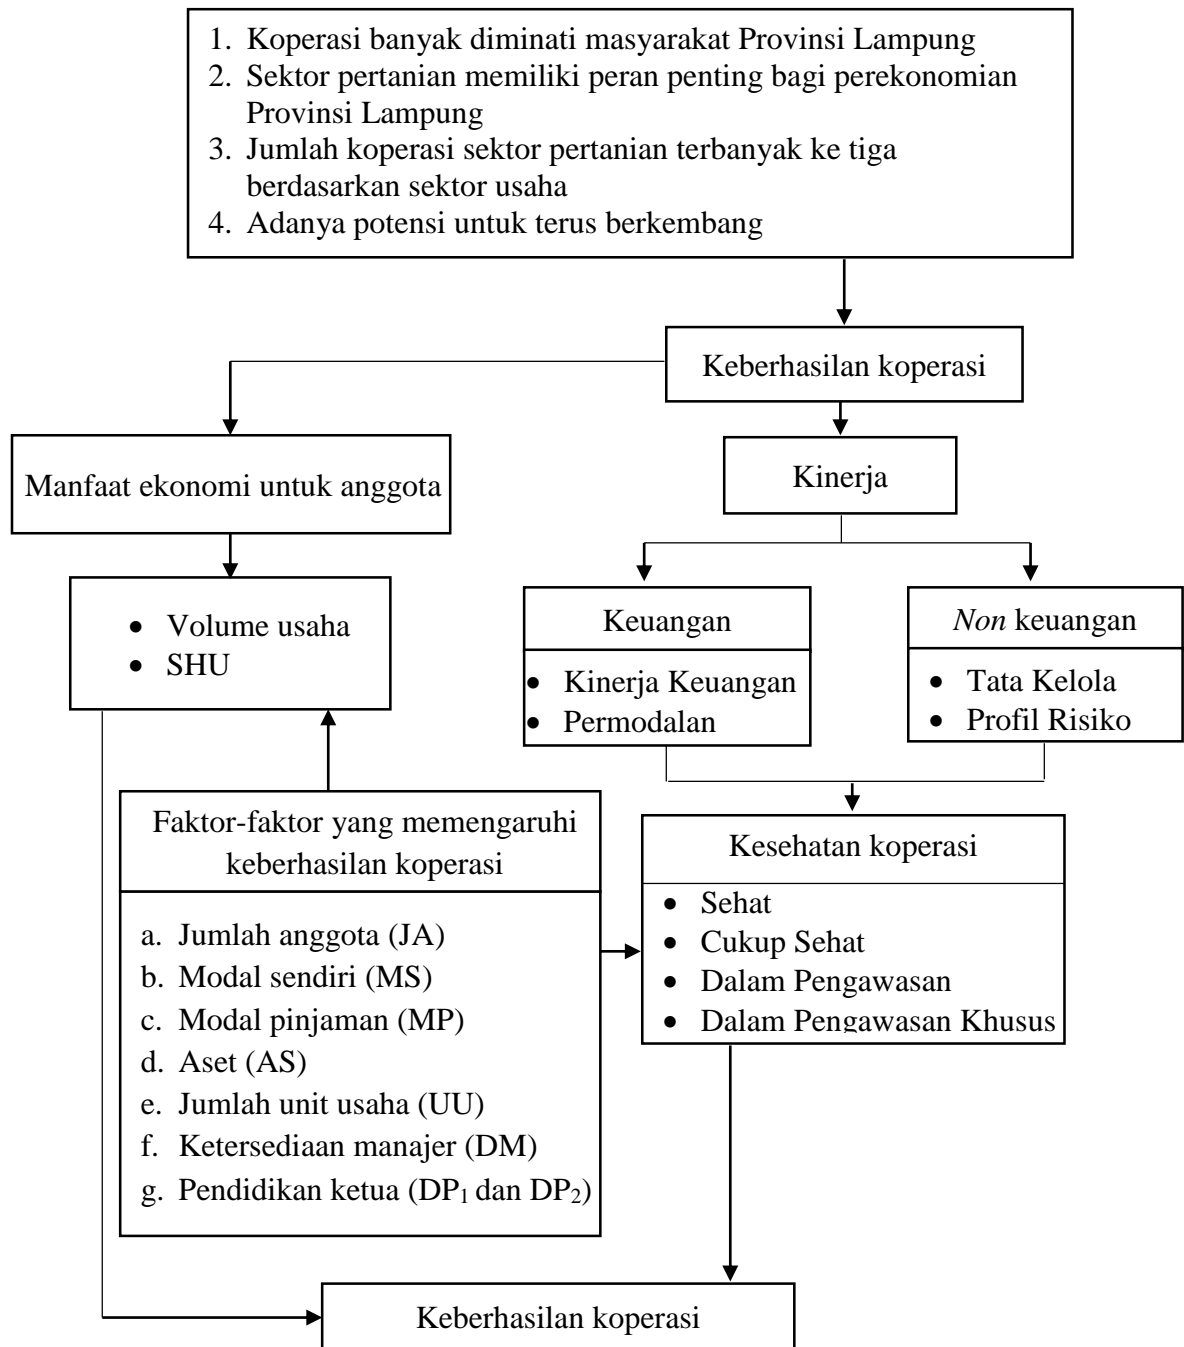 1. Koperasi banyak diminati masyarakat Provinsi Lampung
2. Sektor pertanian memiliki peran penting bagi perekonomian
Provinsi Lampung
3. Jumlah koperasi sektor pertanian terbanyak ke tiga
berdasarkan sektor usaha
4. Adanya potensi untuk terus berkembang
Keberhasilan koperasi
Manfaat ekonomi untuk anggota
Kinerja
• Volume usaha
• SHU
Keuangan
• Kinerja Keuangan
• Permodalan
Non keuangan
• Tata Kelola
• Profil Risiko
Faktor-faktor yang memengaruhi
keberhasilan koperasi
a. Jumlah anggota (JA)
b. Modal sendiri (MS)
c. Modal pinjaman (MP)
d. Aset (AS)
e. Jumlah unit usaha (UU)
f. Ketersediaan manajer (DM)
g. Pendidikan ketua (DP₁ dan DP₂)
Kesehatan koperasi
• Sehat
• Cukup Sehat
• Dalam Pengawasan
• Dalam Pengawasan Khusus
Keberhasilan koperasi